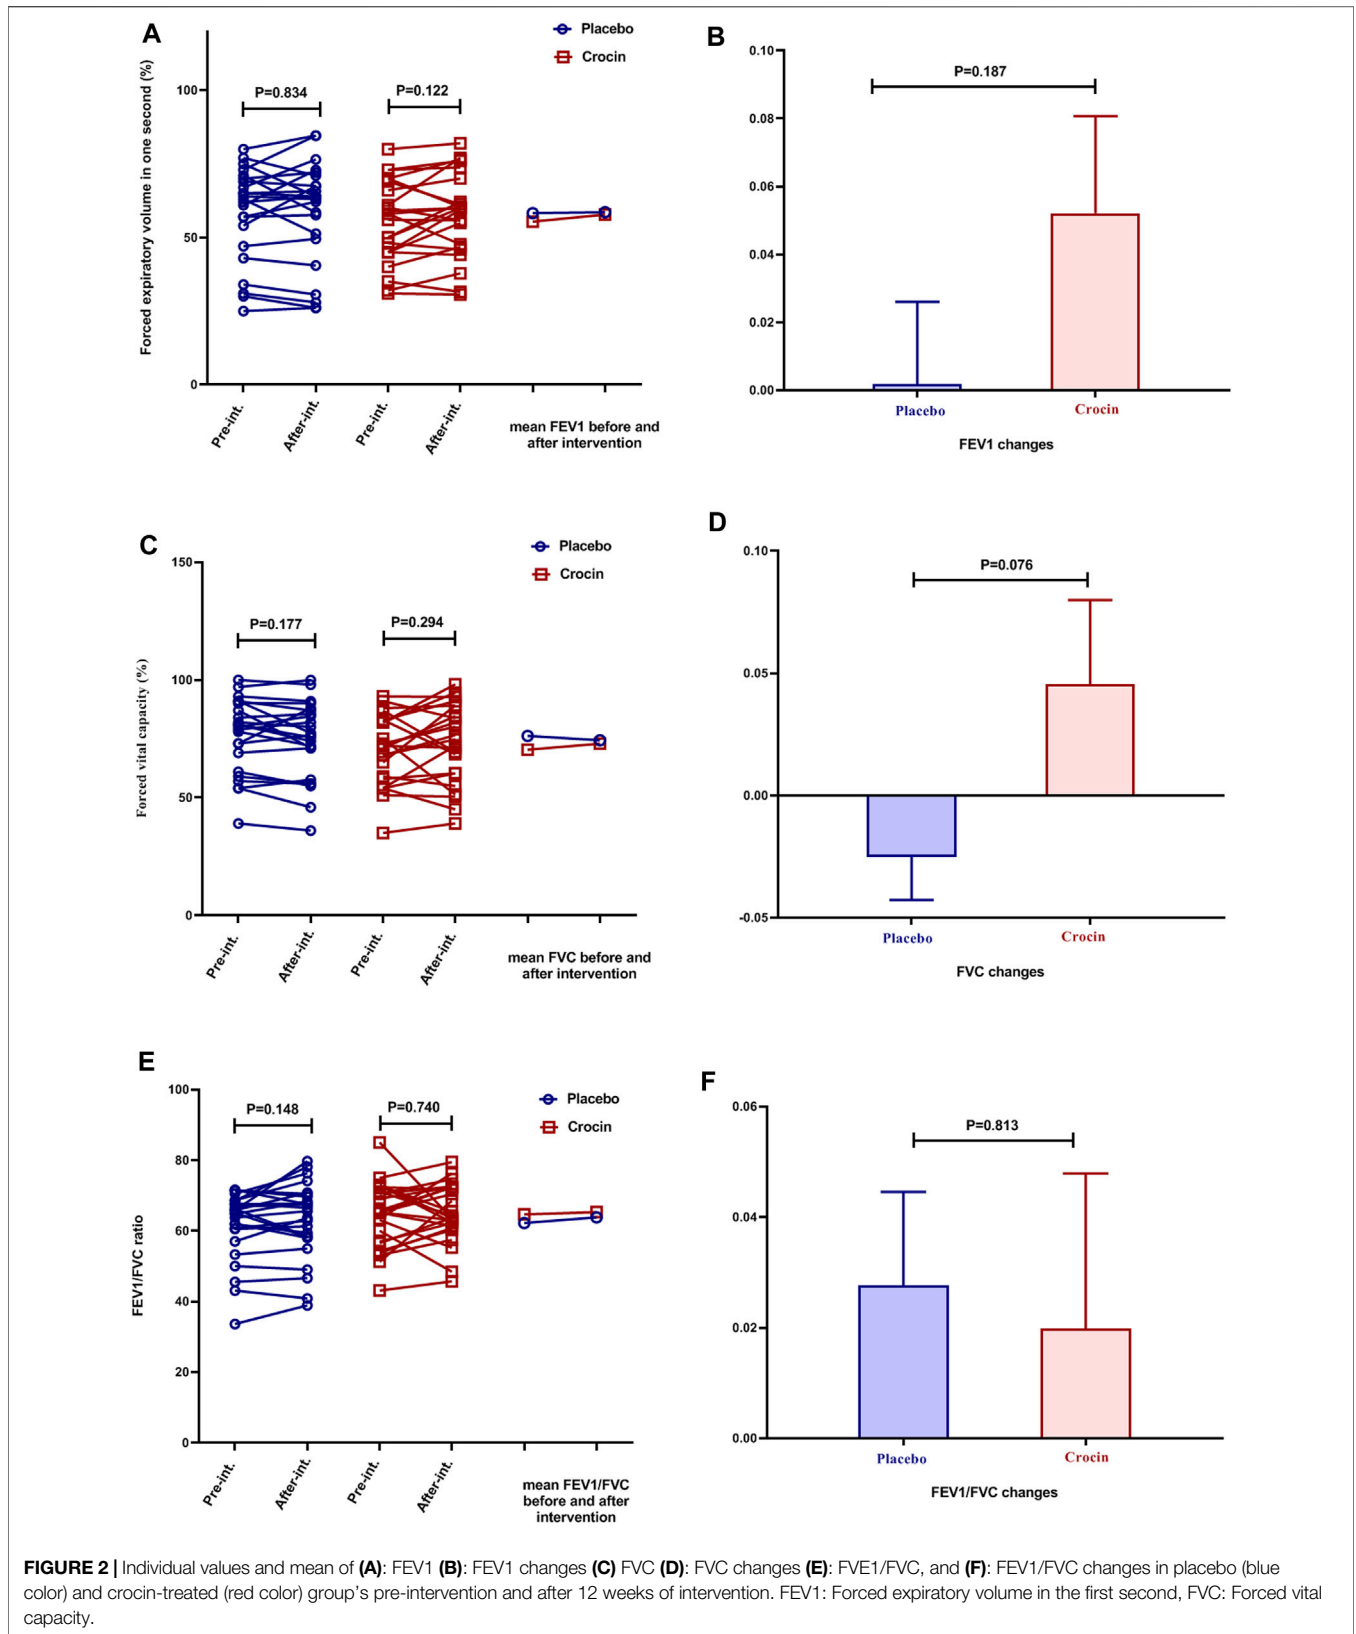 A
Placebo
Crocin
Forced expiratory volume in one second (%)
100
50
0
P=0.834
P=0.122
Pre-int.
After-int.
Pre-int.
After-int.
mean FEV1 before and
after intervention
B
0.10
0.08
0.06
0.04
0.02
0.00
P=0.187
Placebo
Crocin
FEV1 changes
C
Placebo
Crocin
Forced vital capacity (%)
150
100
50
0
P=0.177
P=0.294
Pre-int.
After-int.
Pre-int.
After-int.
mean FVC before and
after intervention
D
0.10
0.05
0.00
-0.05
P=0.076
Placebo
Crocin
FVC changes
E
Placebo
Crocin
FEV1/FVC ratio
100
80
60
40
20
0
P=0.148
P=0.740
Pre-int.
After-int.
Pre-int.
After-int.
mean FEV1/FVC
before and after
intervention
F
0.06
0.04
0.02
0.00
P=0.813
Placebo
Crocin
FEV1/FVC changes
FIGURE 2 | Individual values and mean of (A): FEV1 (B): FEV1 changes (C) FVC (D): FVC changes (E): FVE1/FVC, and (F): FEV1/FVC changes in placebo (blue
color) and crocin-treated (red color) group's pre-intervention and after 12 weeks of intervention. FEV1: Forced expiratory volume in the first second, FVC: Forced vital
capacity.